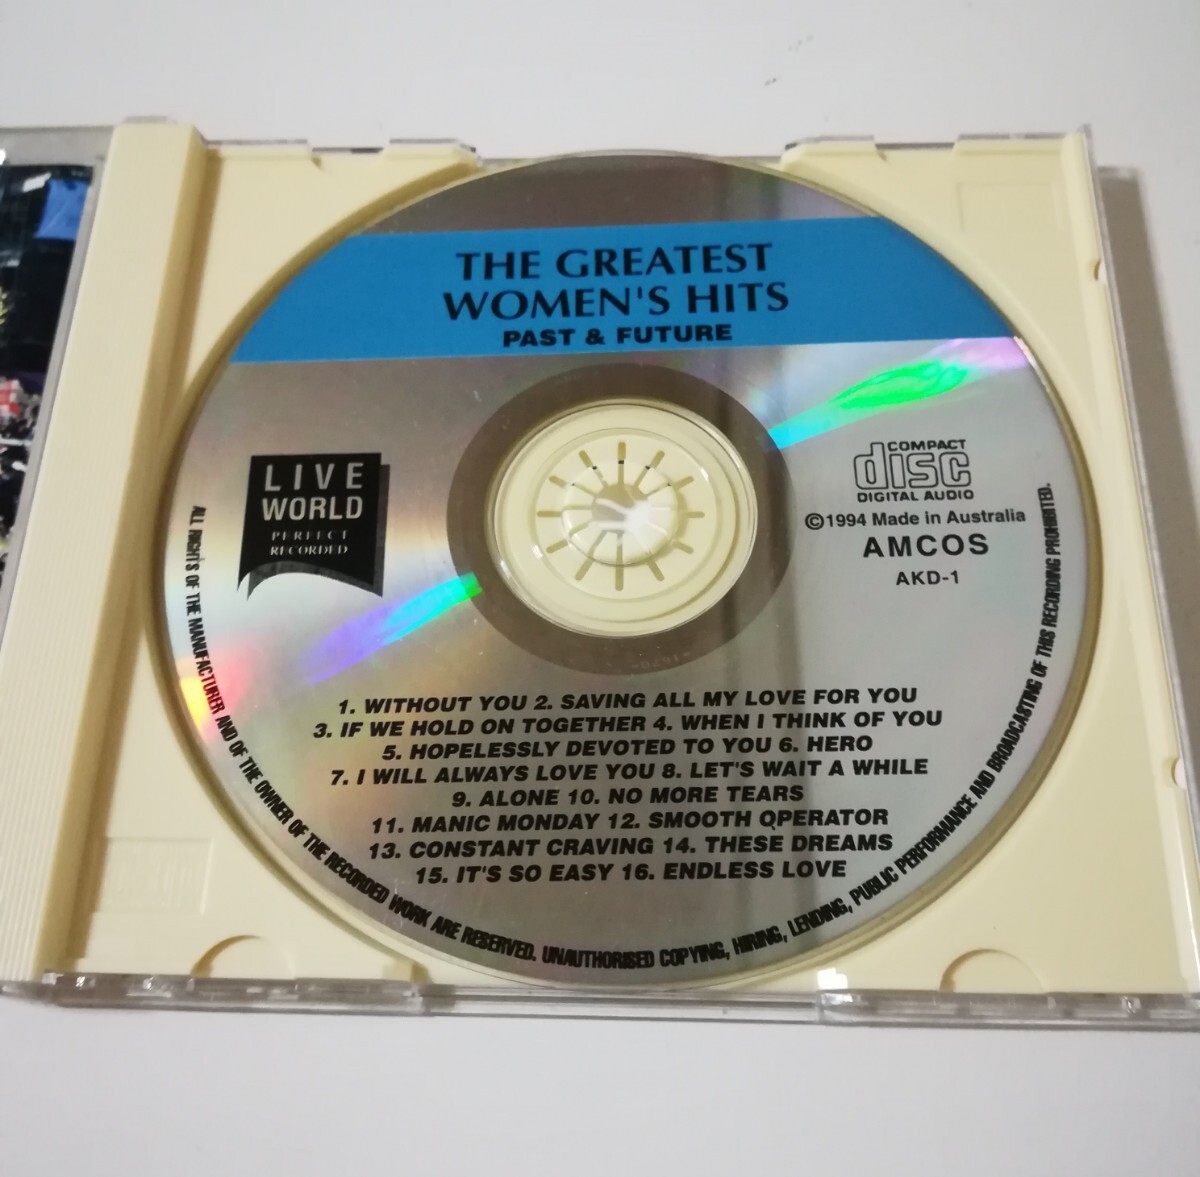 THE GREATEST
WOMEN'S HITS
PAST & FUTURE
LIVE
WORLD
PERFECT
RECORDED
COMPACT
disc
DIGITAL AUDIO
©1994 Made in Australia
AMCOS
AKD-1
1. WITHOUT YOU 2. SAVING ALL MY LOVE FOR YOU
3. IF WE HOLD ON TOGETHER 4. WHEN I THINK OF YOU
5. HOPELESSLY DEVOTED TO YOU 6. HERO
7. I WILL ALWAYS LOVE YOU 8. LET'S WAIT A WHILE
9. ALONE 10. NO MORE TEARS
11. MANIC MONDAY 12. SMOOTH OPERATOR
13. CONSTANT CRAVING 14. THESE DREAMS
15. IT'S SO EASY 16. ENDLESS LOVE
ALL RIGHTS OF THE MANUFACTURER AND OF THE OWNER OF THE RECORDED WORK ARE RESERVED. UNAUTHORISED COPYING, HIRING, LENDING, PUBLIC PERFORMANCE AND BROADCASTING OF THIS RECORDING PROHIBITED.